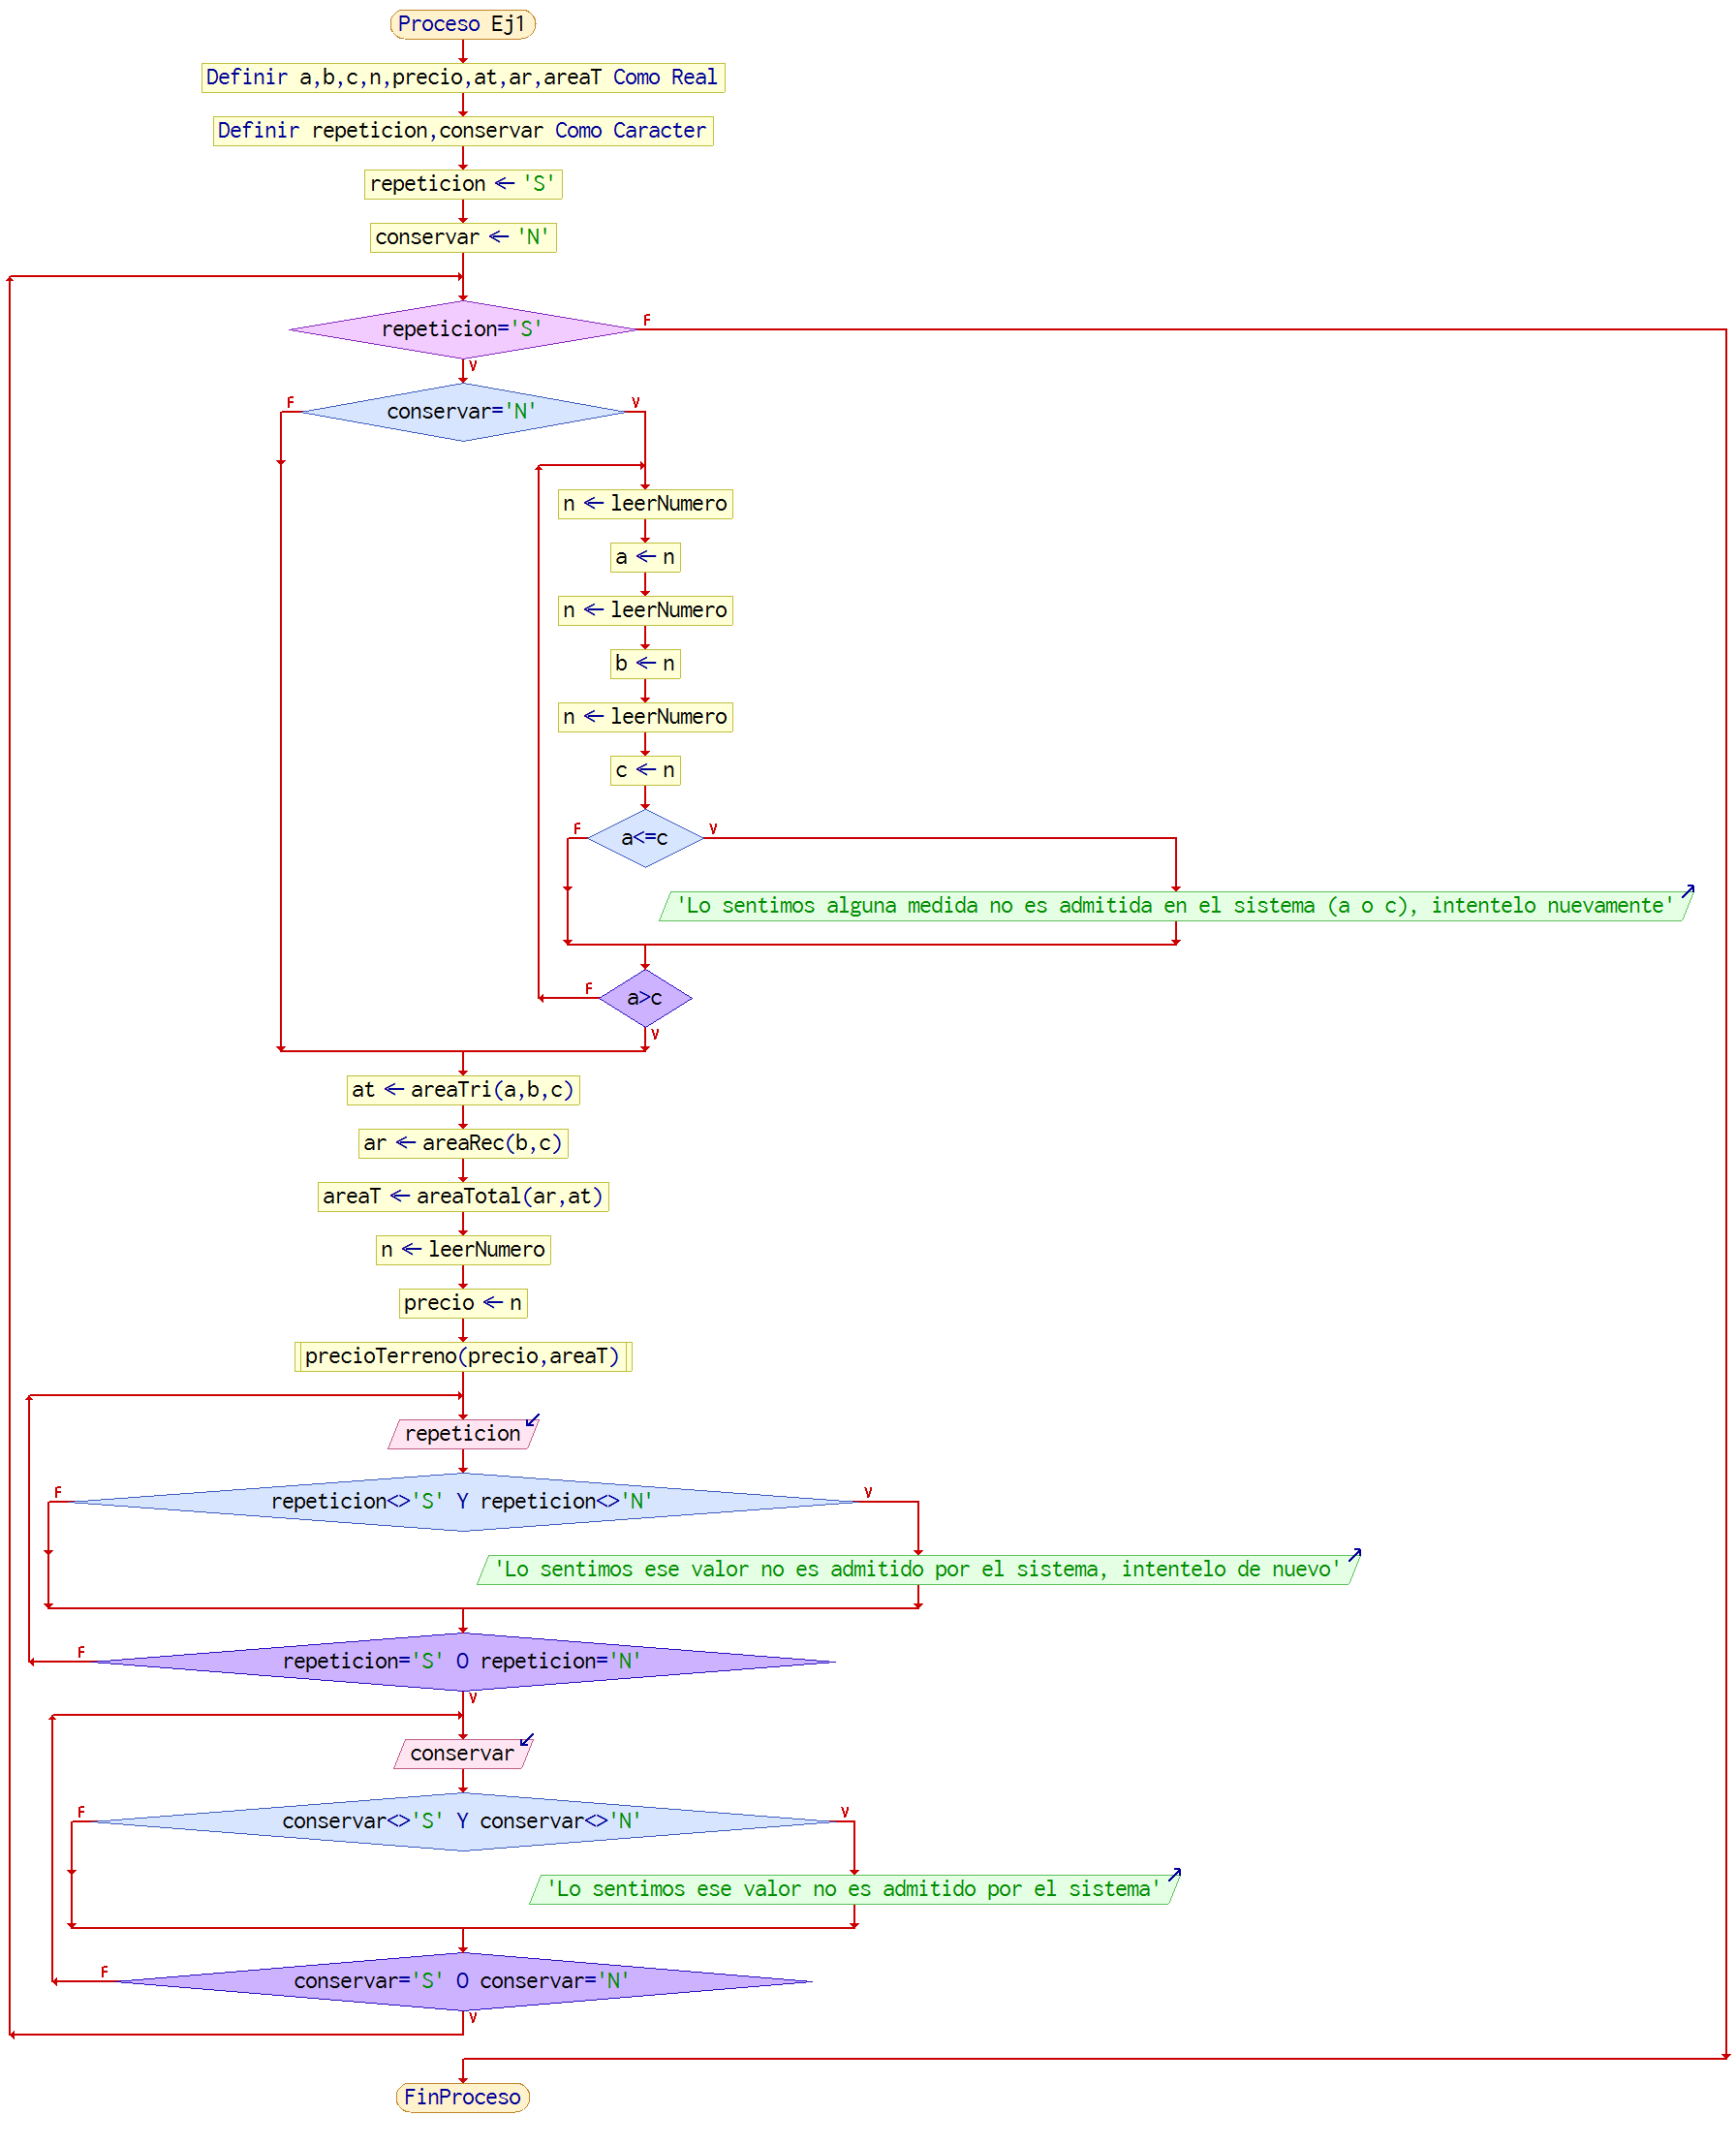 Proceso Ej1
Definir a,b,c,n,precio,at,ar,areaT Como Real
Definir repeticion,conservar Como Caracter
repeticion ← 'S'
conservar ← 'N'
repeticion='S'
F
V
conservar='N'
F
V
n ← leerNumero
a ← n
n ← leerNumero
b ← n
n ← leerNumero
c ← n
a<=c
F
V
'Lo sentimos alguna medida no es admitida en el sistema (a o c), intentelo nuevamente'
a>c
F
V
at ← areaTri(a,b,c)
ar ← areaRec(b,c)
areaT ← areaTotal(ar,at)
n ← leerNumero
precio ← n
precioTerreno(precio,areaT)
repeticion
repeticion<>'S' Y repeticion<>'N'
F
V
'Lo sentimos ese valor no es admitido por el sistema, intentelo de nuevo'
repeticion='S' O repeticion='N'
F
V
conservar
conservar<>'S' Y conservar<>'N'
F
V
'Lo sentimos ese valor no es admitido por el sistema'
conservar='S' O conservar='N'
F
V
FinProceso